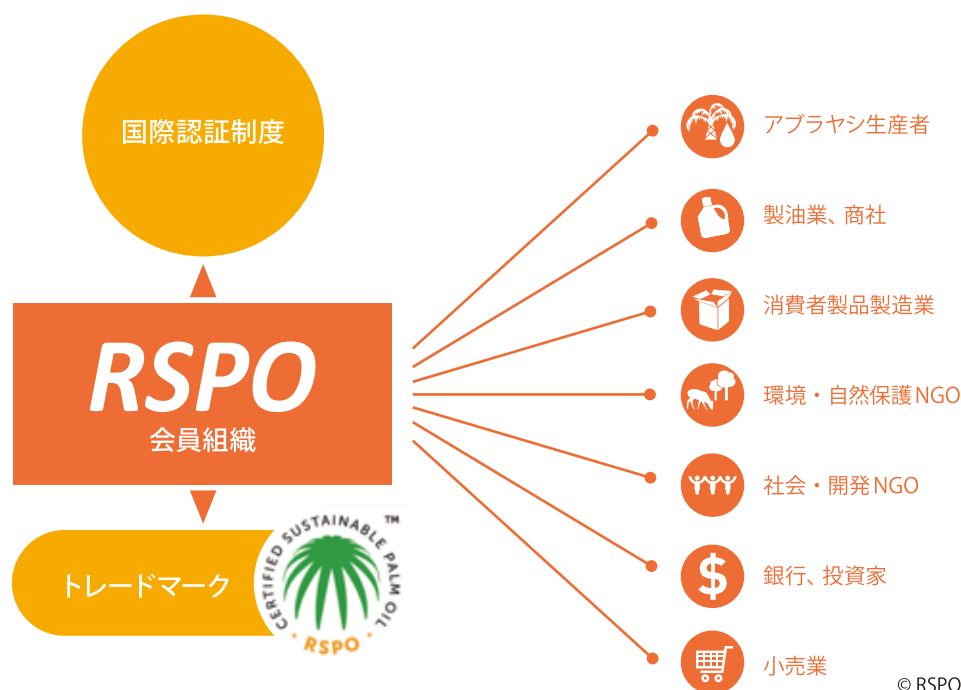 国際認証制度
RSPO
会員組織
トレードマーク
CERTIFIED SUSTAINABLE PALM OIL
TM
・RSPO・
アブラヤシ生産者
製油業、商社
消費者製品製造業
環境・自然保護NGO
社会・開発NGO
$
銀行、投資家
小売業
© RSPO